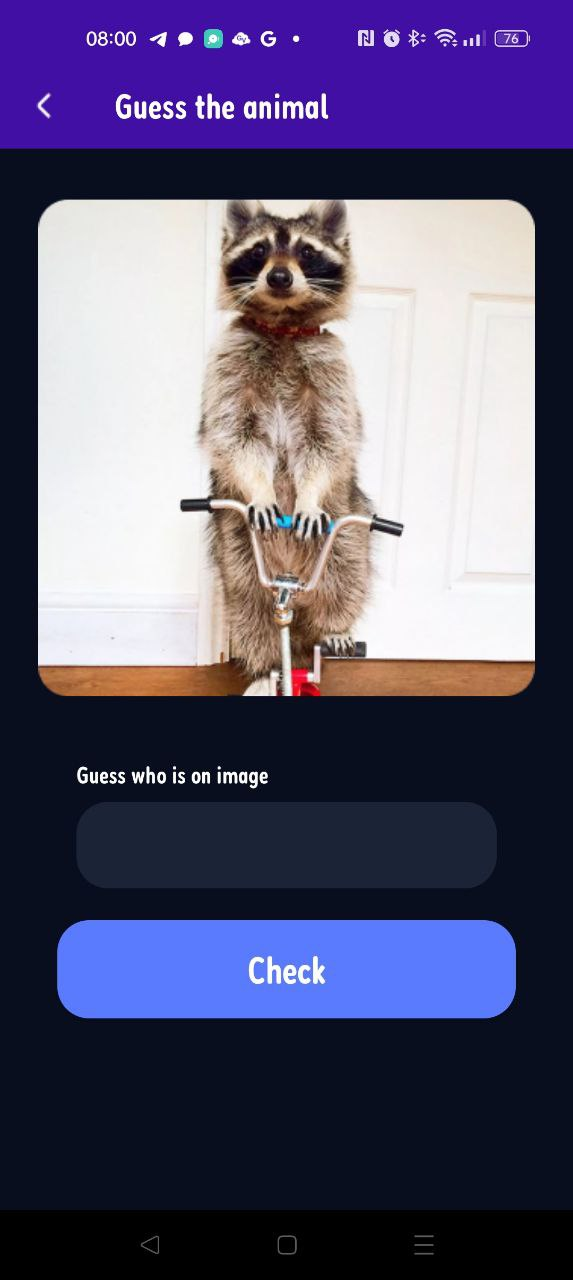 08:00
76
Guess the animal
Guess who is on image
Check